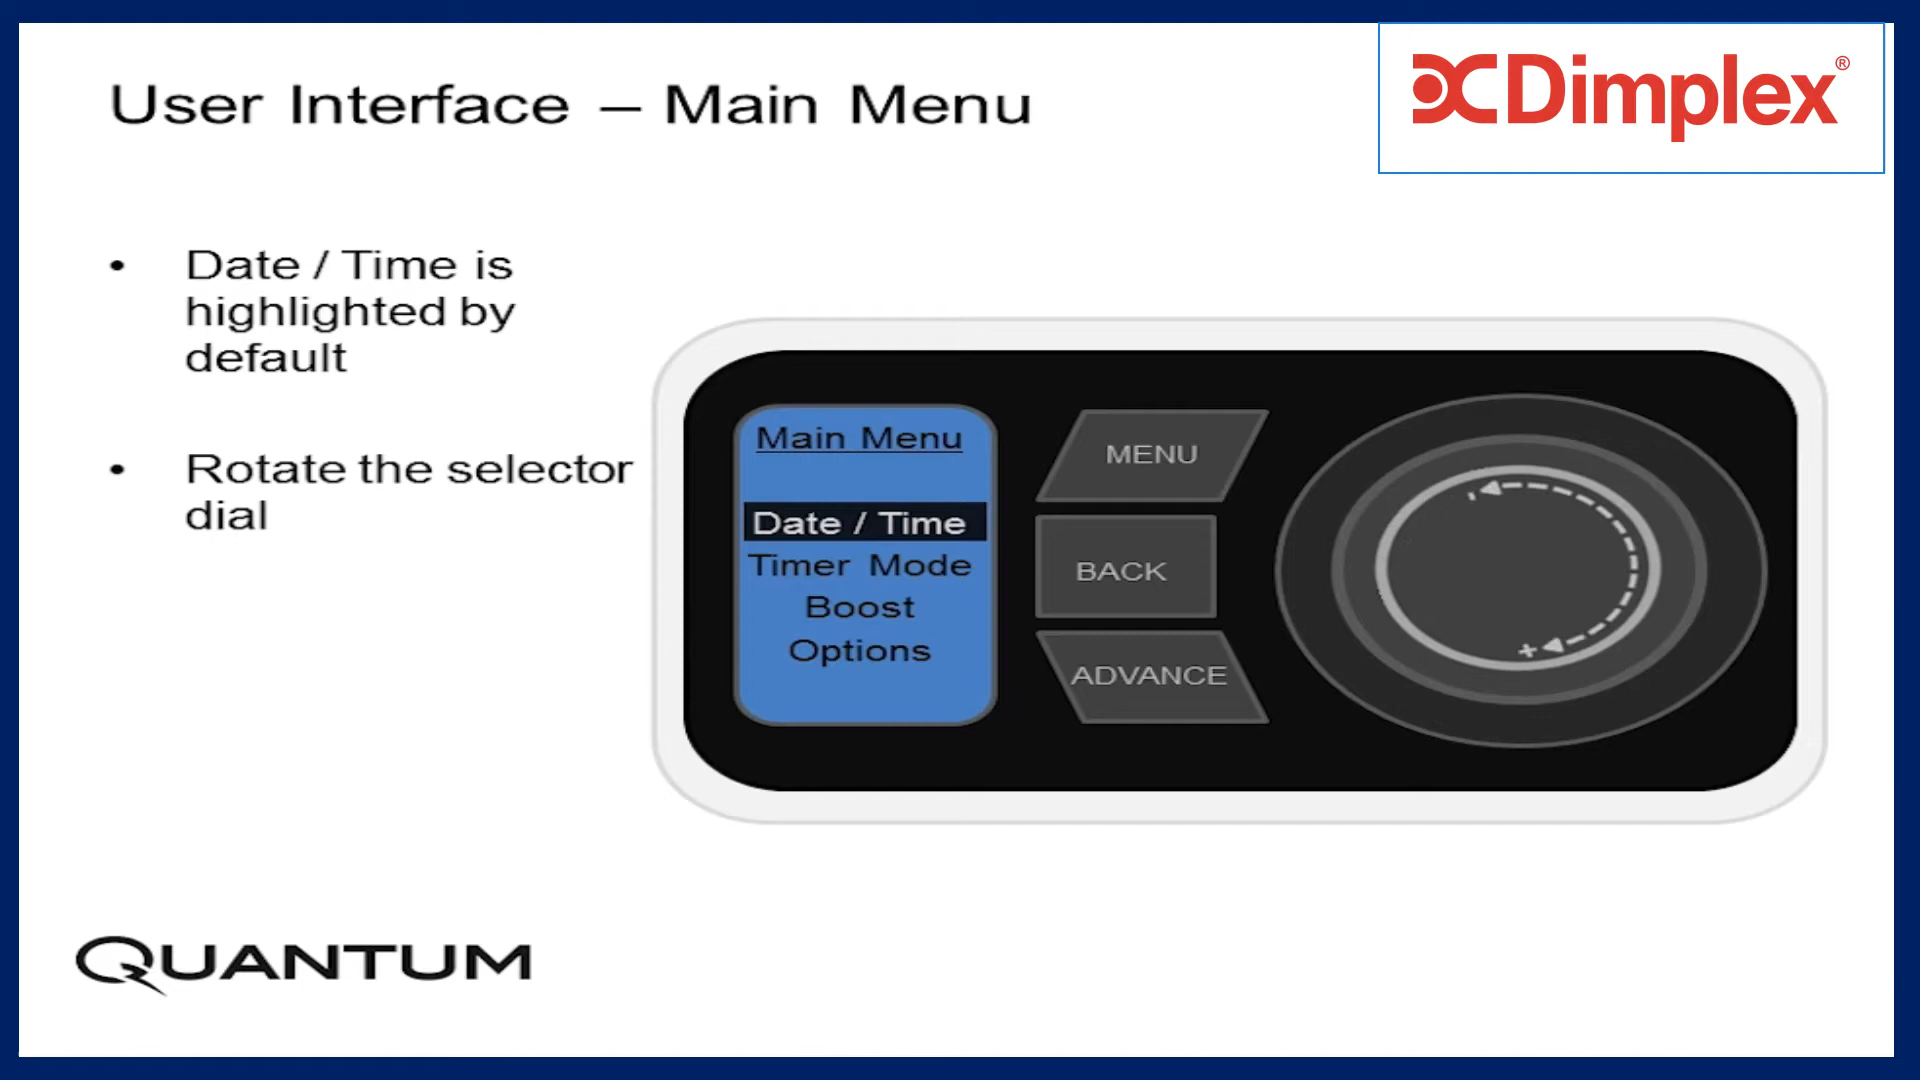 User Interface – Main Menu
Dimplex®
• Date / Time is
highlighted by
default
• Rotate the selector
dial
Main Menu
Date / Time
Timer Mode
Boost
Options
MENU
BACK
ADVANCE
-
+
QUANTUM